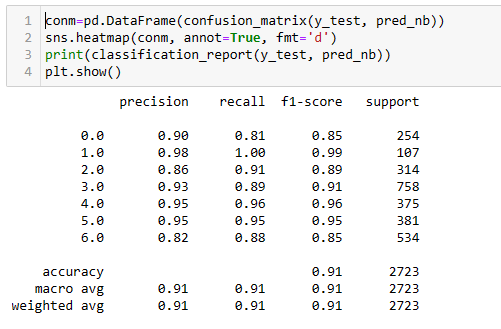 1 conm=pd.DataFrame(confusion_matrix(y_test, pred_nb))
2 sns.heatmap(conm, annot=True, fmt='d')
3 print(classification_report(y_test, pred_nb))
4 plt.show()
precision recall f1-score support
0.0 0.90 0.81 0.85 254
1.0 0.98 1.00 0.99 107
2.0 0.86 0.91 0.89 314
3.0 0.93 0.89 0.91 758
4.0 0.95 0.96 0.96 375
5.0 0.95 0.95 0.95 381
6.0 0.82 0.88 0.85 534
accuracy 0.91 2723
macro avg 0.91 0.91 0.91 2723
weighted avg 0.91 0.91 0.91 2723